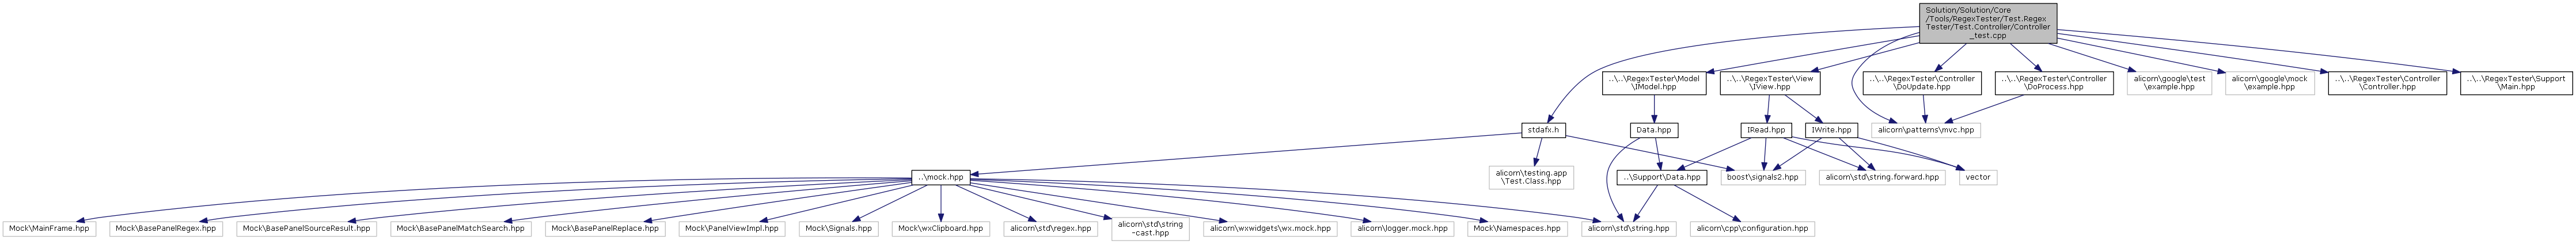 Solution/Solution/Core
/Tools/RegexTester/Test.Regex
Tester/Test.Controller/Controller
_test.cpp
..\..\RegexTester\Model
\IModel.hpp
..\..\RegexTester\View
\IView.hpp
..\..\RegexTester\Controller
\DoUpdate.hpp
..\..\RegexTester\Controller
\DoProcess.hpp
alicorn\google\test
\example.hpp
alicorn\google\mock
\example.hpp
..\..\RegexTester\Controller
\Controller.hpp
..\..\RegexTester\Support
\Main.hpp
stdafx.h
Data.hpp
IRead.hpp
IWrite.hpp
alicorn\patterns\mvc.hpp
..\mock.hpp
alicorn\testing.app
\Test.Class.hpp
..\Support\Data.hpp
boost\signals2.hpp
alicorn\std\string.forward.hpp
vector
Mock\MainFrame.hpp
Mock\BasePanelRegex.hpp
Mock\BasePanelSourceResult.hpp
Mock\BasePanelMatchSearch.hpp
Mock\BasePanelReplace.hpp
Mock\PanelViewImpl.hpp
Mock\Signals.hpp
Mock\wxClipboard.hpp
alicorn\std\regex.hpp
alicorn\std\string
-cast.hpp
alicorn\wxwidgets\wx.mock.hpp
alicorn\logger.mock.hpp
Mock\Namespaces.hpp
alicorn\std\string.hpp
alicorn\cpp\configuration.hpp